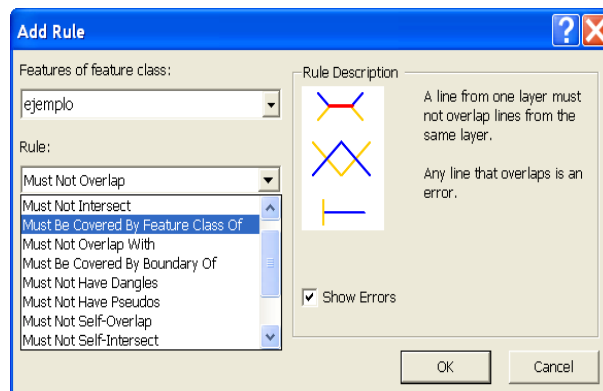 Add Rule
Features of feature class:
ejemplo
Rule:
Must Not Overlap
Must Not Intersect
Must Be Covered By Feature Class Of
Must Not Overlap With
Must Be Covered By Boundary Of
Must Not Have Dangles
Must Not Have Pseudos
Must Not Self-Overlap
Must Not Self-Intersect
Rule Description
A line from one layer must
not overlap lines from the
same layer.
Any line that overlaps is an
error.
Show Errors
OK
Cancel